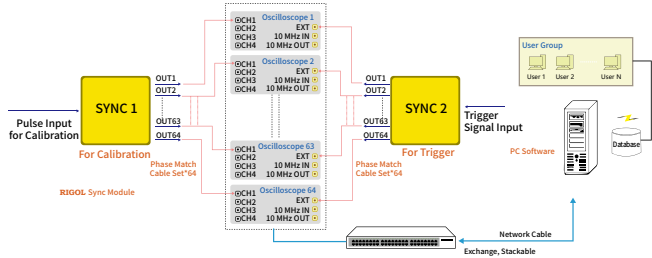 Pulse Input
for Calibration
SYNC 1
For Calibration
RIGOL Sync Module
OUT1
OUT2
OUT63
OUT64
Phase Match
Cable Set*64
Oscilloscope 1
CH1
EXT
CH2
10 MHz IN
CH3
10 MHz OUT
CH4
Oscilloscope 2
CH1
EXT
CH2
10 MHz IN
CH3
10 MHz OUT
CH4
Oscilloscope 63
CH1
EXT
CH2
10 MHz IN
CH3
10 MHz OUT
CH4
Oscilloscope 64
CH1
EXT
CH2
10 MHz IN
CH3
10 MHz OUT
CH4
OUT1
OUT2
OUT63
OUT64
Phase Match
Cable Set*64
SYNC 2
For Trigger
Trigger
Signal Input
User Group
User 1
User 2
User N
PC Software
Database
Network Cable
Exchange, Stackable